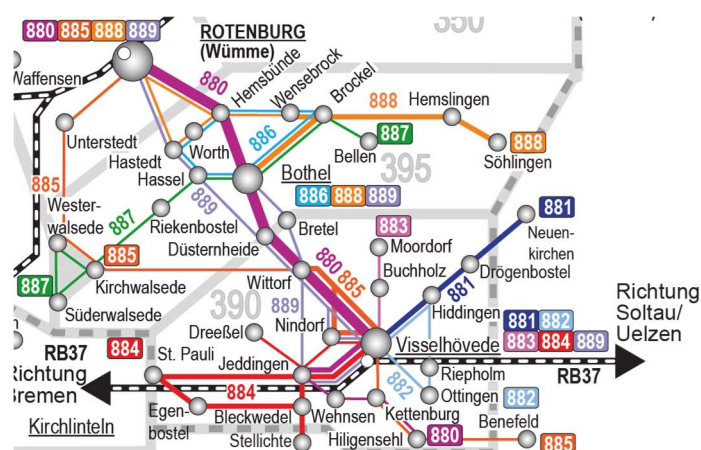 350
880 885 888 889
ROTENBURG
(Wümme)
Waffensen
880
Hemsbünde
Wensebrock
Brockel
888
Hemslingen
Unterstedt
Worth
886
887
888
Hastedt
Bellen
Söhlingen
Hassel
Bothel
395
885
889
886 888 889
Wester-
walsede
887
Riekenbostel
Bretel
883
881
Düsternheide
Moordorf
Neuen-
kirchen
885
880
885
Buchholz
Drögenbostel
887
Kirchwalsede
Wittorf
881
Süderwalsede
390
889
Hiddingen
Richtung
Soltau/
Uelzen
Dreeßel
Nindorf
881 882
884
Visselhövede
883 884 889
RB37
St. Pauli
Jeddingen
Riepholm
RB37
Richtung
Bremen
884
882
Ottingen
882
Egen-
bostel
Bleckwedel
Wehnsen
Kettenburg
Benefeld
Kirchlinteln
Stellichte
Hiligensehl
880
885